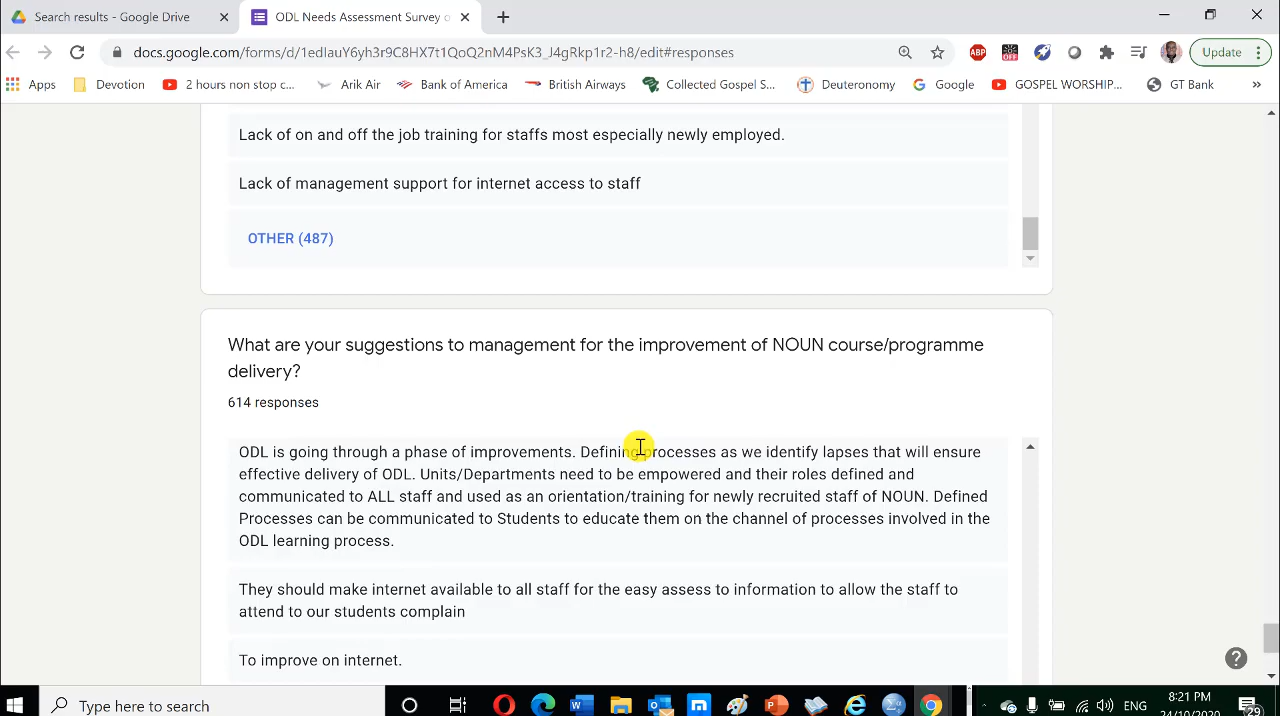 Search results - Google Drive
ODL Needs Assessment Survey o
docs.google.com/forms/d/1edIauY6yh3r9C8HX7t1QoQ2nM4PsK3_J4gRkp1r2-h8/edit#responses
ABP
OFF
Update
Apps
Devotion
2 hours non stop c...
Arik Air
Bank of America
British Airways
Collected Gospel S...
Deuteronomy
Google
GOSPEL WORSHIP...
GT Bank
»
Lack of on and off the job training for staffs most especially newly employed.
Lack of management support for internet access to staff
OTHER (487)
What are your suggestions to management for the improvement of NOUN course/programme
delivery?
614 responses
ODL is going through a phase of improvements. Defining processes as we identify lapses that will ensure
effective delivery of ODL. Units/Departments need to be empowered and their roles defined and
communicated to ALL staff and used as an orientation/training for newly recruited staff of NOUN. Defined
Processes can be communicated to Students to educate them on the channel of processes involved in the
ODL learning process.
They should make internet available to all staff for the easy assess to information to allow the staff to
attend to our students complain
To improve on internet.
Type here to search
ENG
8:21 PM
24/10/2020
29